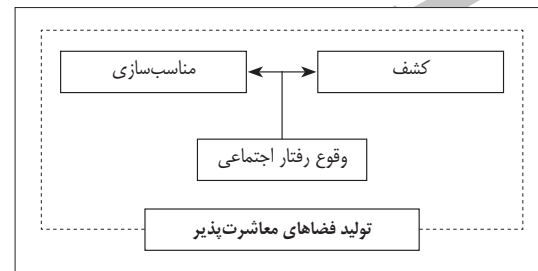 کشف
مناسب‌سازی
وقوع رفتار اجتماعی
تولید فضاهای معاشرت‌پذیر